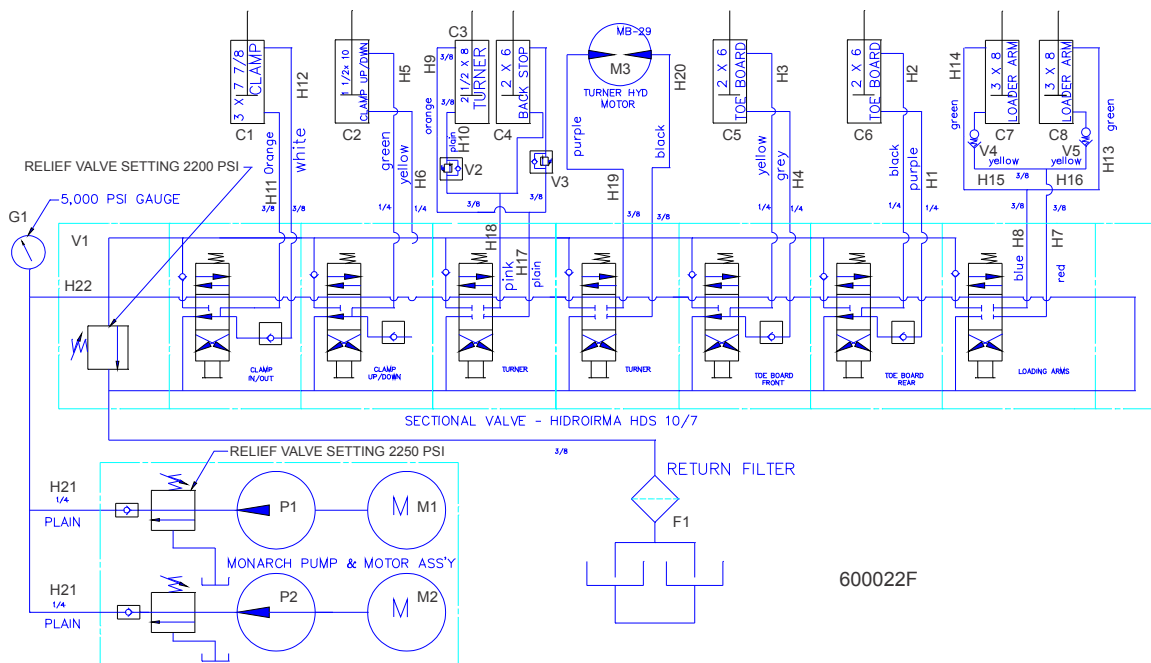 C1
3 X 7 7/8
CLAMP
H12
H11
Orange
white
3/8
3/8
C2
1 1/2x 10
CLAMP UP/DWN
H5
green
yellow
H6
1/4
1/4
C3
H9
3/8
3/8
orange
plain
H10
2 1/2 X 8
TURNER
V2
3/8
C4
2 X 6
BACK STOP
V3
3/8
MB-29
M3
TURNER HYD
MOTOR
H20
purple
black
H19
3/8
3/8
C5
2 X 6
TOE BOARD
H3
yellow
grey
H4
1/4
1/4
C6
2 X 6
TOE BOARD
H2
black
purple
H1
1/4
1/4
H14
green
C7
3 X 8
LOADER ARM
V4
yellow
H15
3/8
C8
3 X 8
LOADER ARM
V5
yellow
H16
H13
green
RELIEF VALVE SETTING 2200 PSI
5,000 PSI GAUGE
G1
V1
H22
H18
H17
pink
plain
H8
H7
blue
red
CLAMP
IN/OUT
CLAMP
UP/DOWN
TURNER
TURNER
TOE BOARD
FRONT
TOE BOARD
REAR
LOADING ARMS
SECTIONAL VALVE - HIDROIRMA HDS 10/7
RELIEF VALVE SETTING 2250 PSI
3/8
RETURN FILTER
F1
H21
1/4
PLAIN
P1
M
M1
MONARCH PUMP & MOTOR ASS'Y
H21
1/4
PLAIN
P2
M
M2
600022F